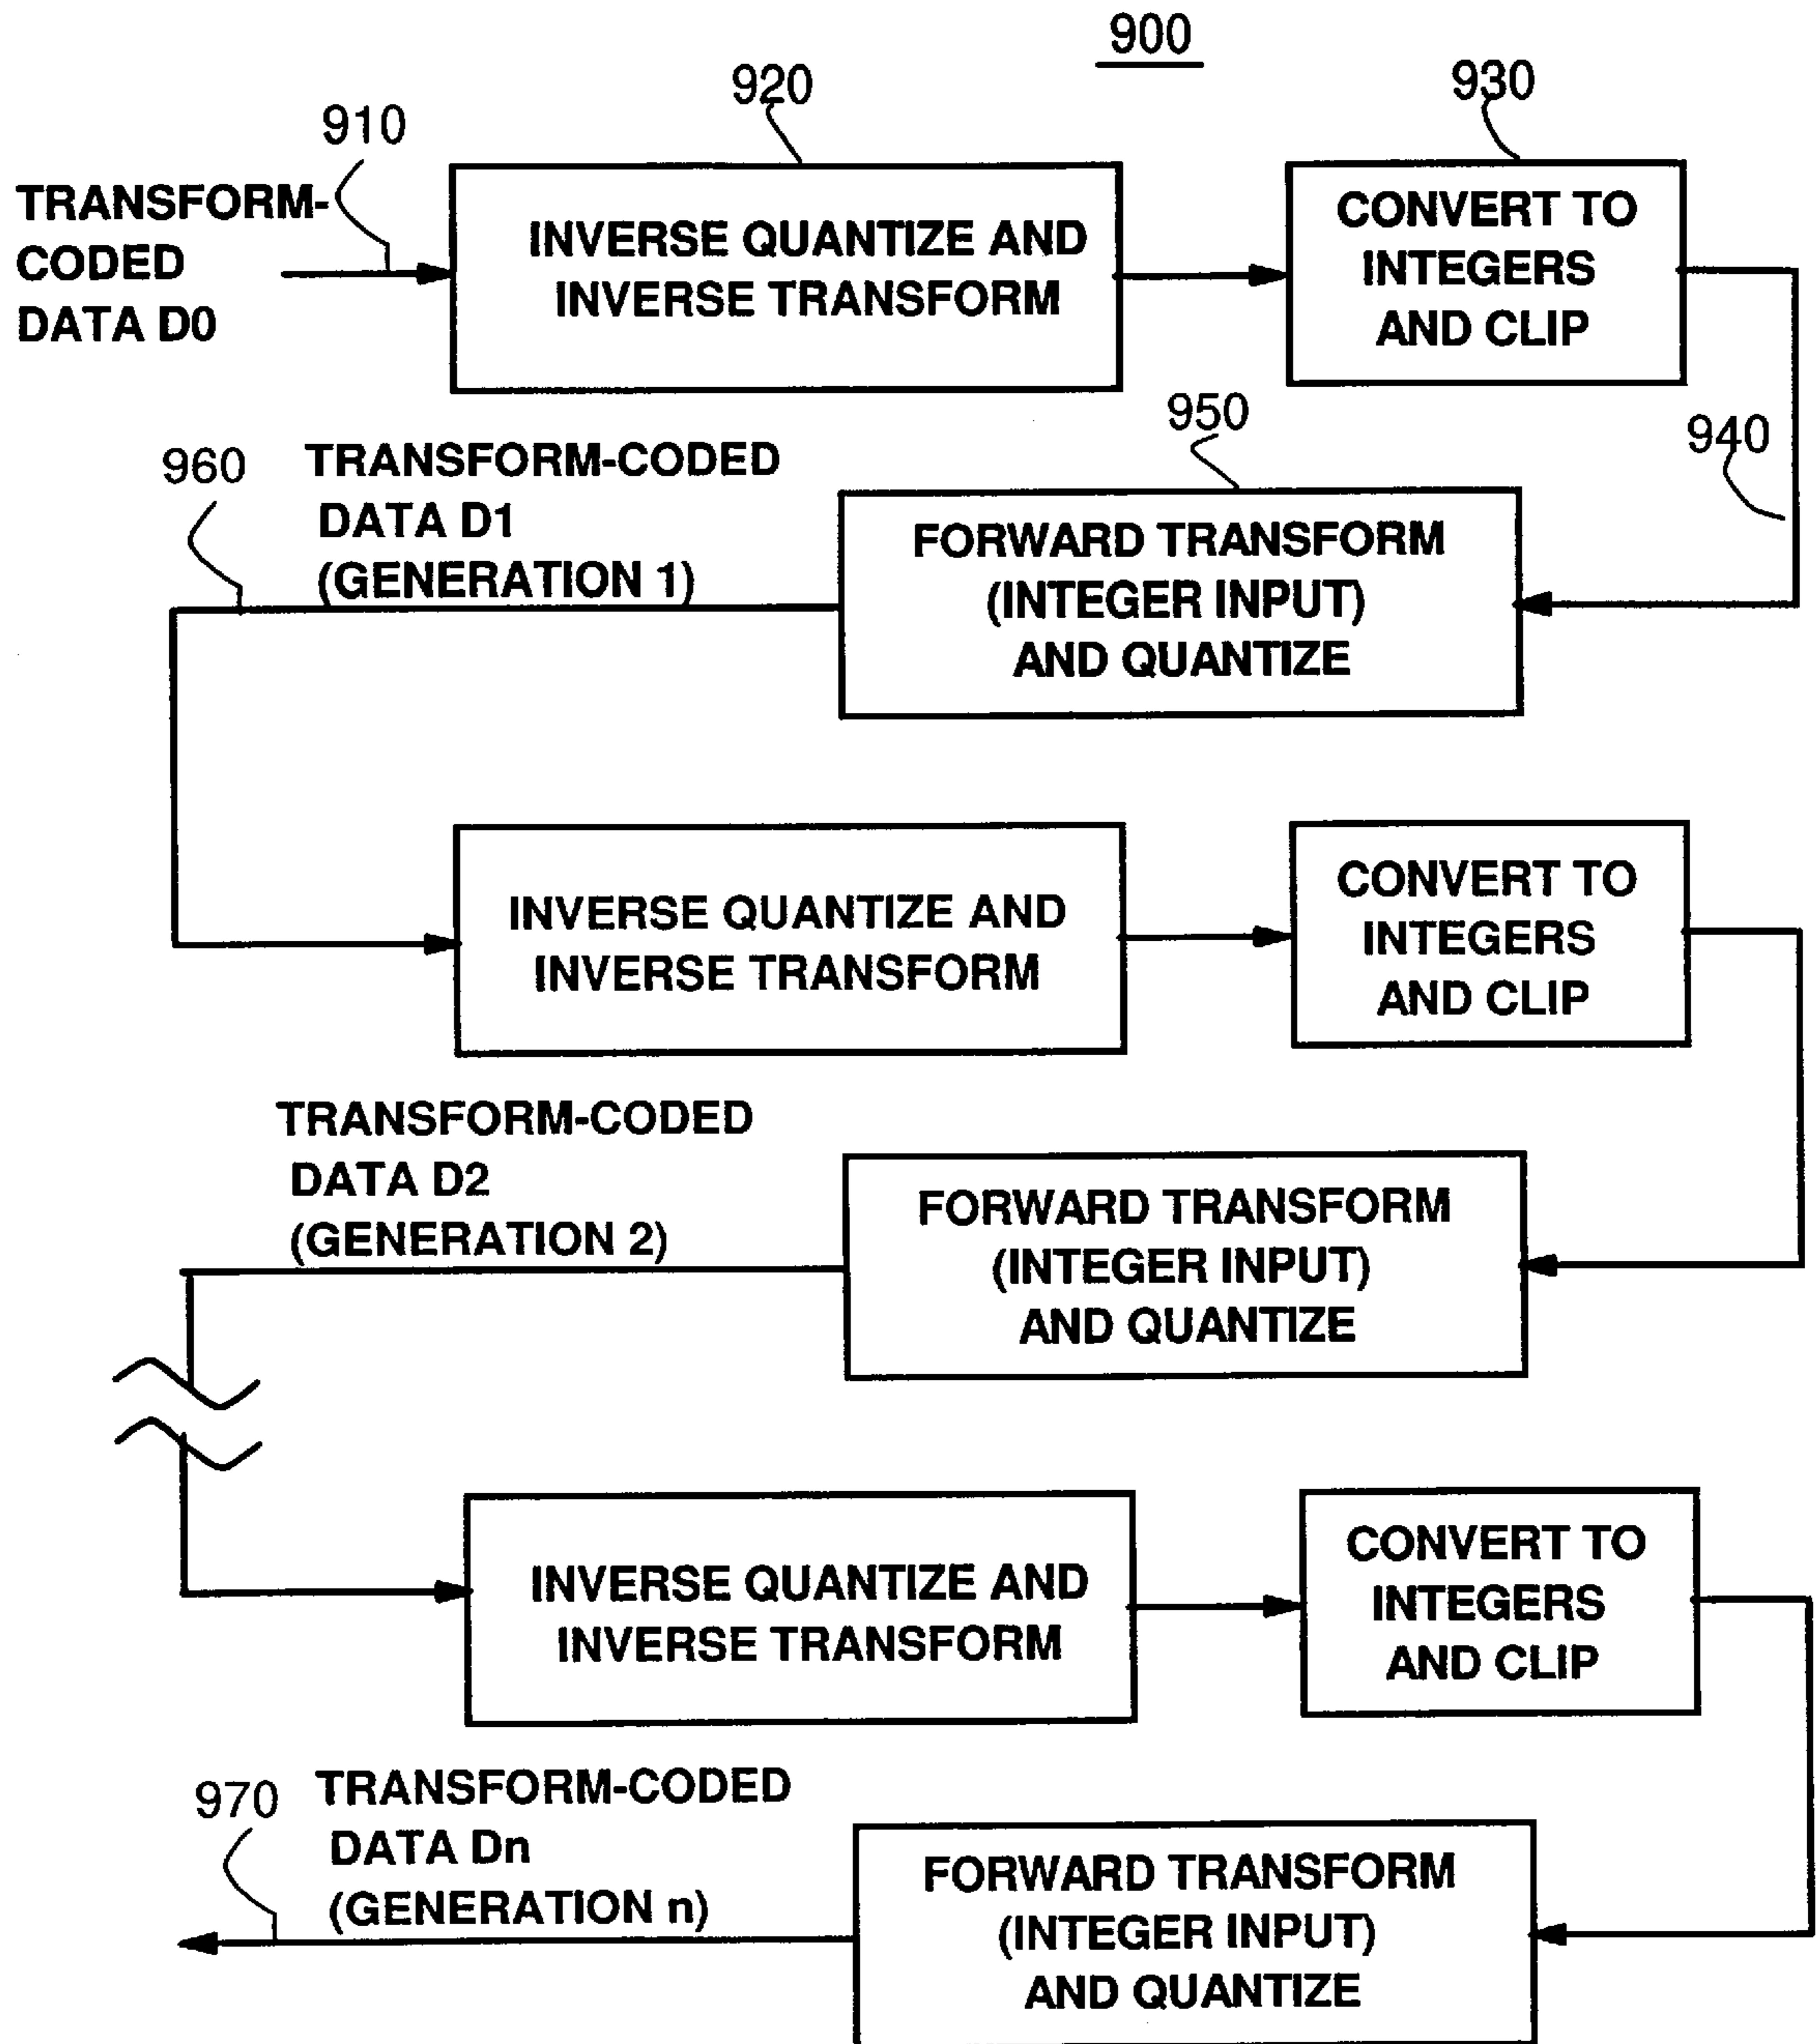 900
920
930
910
TRANSFORM-
CODED
DATA D0
INVERSE QUANTIZE AND
INVERSE TRANSFORM
CONVERT TO
INTEGERS
AND CLIP
940
950
960
TRANSFORM-CODED
DATA D1
(GENERATION 1)
FORWARD TRANSFORM
(INTEGER INPUT)
AND QUANTIZE
INVERSE QUANTIZE AND
INVERSE TRANSFORM
CONVERT TO
INTEGERS
AND CLIP
TRANSFORM-CODED
DATA D2
(GENERATION 2)
FORWARD TRANSFORM
(INTEGER INPUT)
AND QUANTIZE
INVERSE QUANTIZE AND
INVERSE TRANSFORM
CONVERT TO
INTEGERS
AND CLIP
970
TRANSFORM-CODED
DATA Dn
(GENERATION n)
FORWARD TRANSFORM
(INTEGER INPUT)
AND QUANTIZE